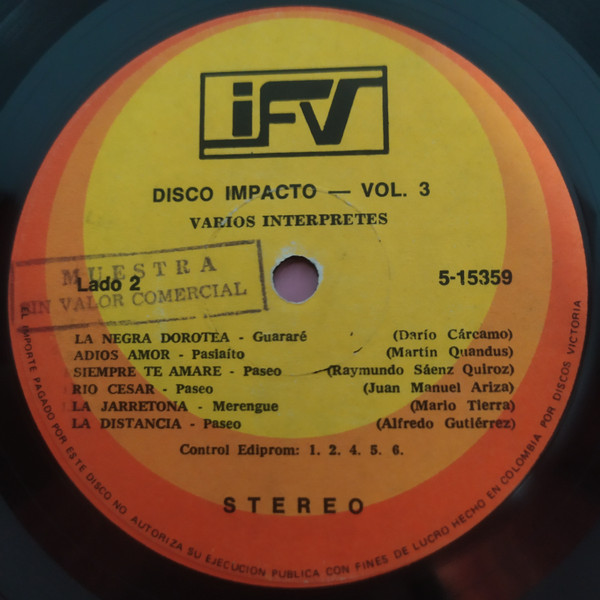 iFV
DISCO IMPACTO — VOL. 3
VARIOS INTERPRETES
MUESTRA
SIN VALOR COMERCIAL
Lado 2
5-15359
LA NEGRA DOROTEA - Guararé (Darío Cárcamo)
ADIOS AMOR - Paslaíto (Martín Quandus)
SIEMPRE TE AMARE - Paseo (Raymundo Sáenz Quiroz)
RIO CESAR - Paseo (Juan Manuel Ariza)
LA JARRETONA - Merengue (Mario Tierra)
LA DISTANCIA - Paseo (Alfredo Gutiérrez)
Control Ediprom: 1. 2. 4. 5. 6.
STEREO
EL IMPORTE PAGADO POR ESTE DISCO NO AUTORIZA SU EJECUCION PUBLICA CON FINES DE LUCRO HECHO EN COLOMBIA POR DISCOS VICTORIA